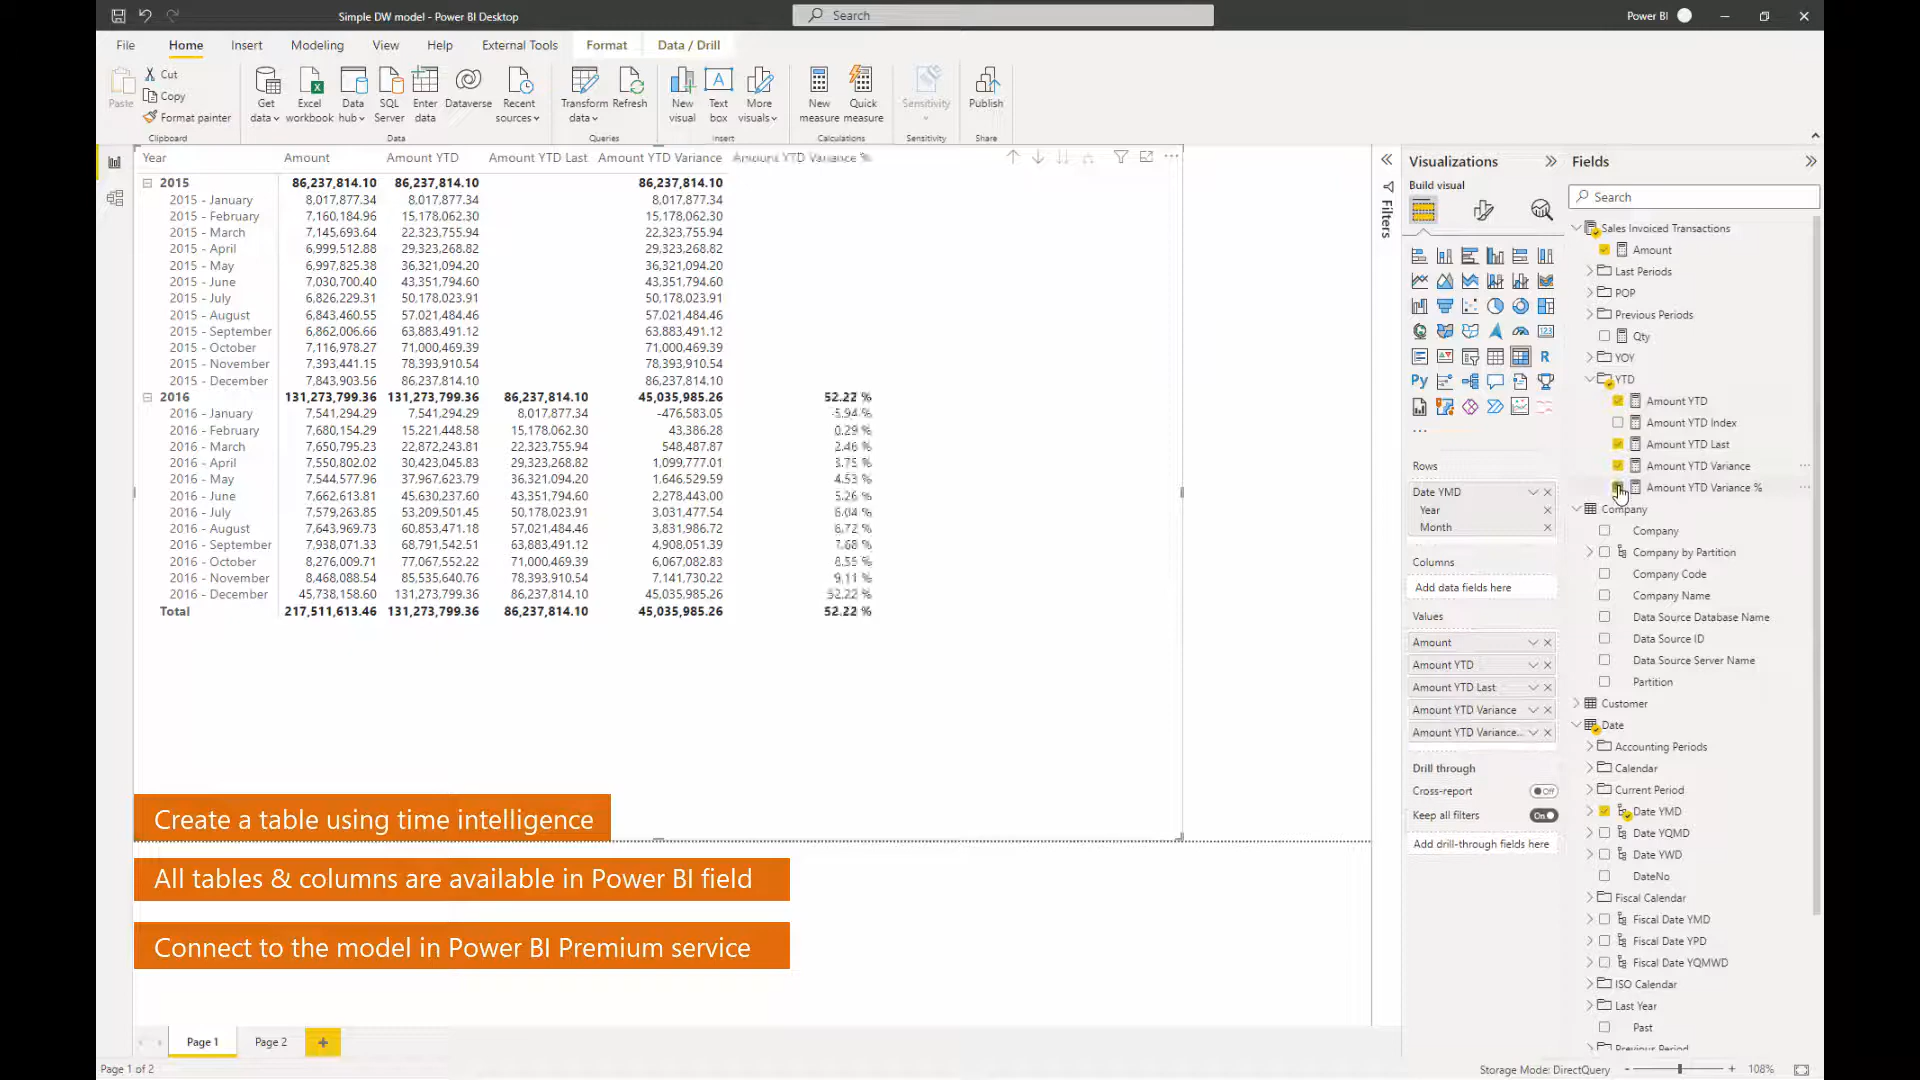 Simple DW model - Power BI Desktop
Search
Power BI
File Home Insert Modeling View Help External Tools Format Data / Drill
Paste
Cut
Copy
Format painter
Clipboard
Get data
Excel workbook
Data hub
SQL Server
Enter data
Dataverse
Recent sources
Data
Transform data
Refresh
Queries
New visual
Text box
More visuals
Insert
New measure
Quick measure
Calculations
Sensitivity
Sensitivity
Publish
Share
Year Amount Amount YTD Amount YTD Last Amount YTD Variance Amount YTD Variance %
2015 86,237,814.10 86,237,814.10 86,237,814.10
2015 - January 8,017,877.34 8,017,877.34 8,017,877.34
2015 - February 7,160,184.96 15,178,062.30 15,178,062.30
2015 - March 7,145,693.64 22,323,755.94 22,323,755.94
2015 - April 6,999,512.88 29,323,268.82 29,323,268.82
2015 - May 6,997,825.38 36,321,094.20 36,321,094.20
2015 - June 7,030,700.40 43,351,794.60 43,351,794.60
2015 - July 6,826,229.31 50,178,023.91 50,178,023.91
2015 - August 6,843,460.55 57,021,484.46 57,021,484.46
2015 - September 6,862,006.66 63,883,491.12 63,883,491.12
2015 - October 7,116,978.27 71,000,469.39 71,000,469.39
2015 - November 7,393,441.15 78,393,910.54 78,393,910.54
2015 - December 7,843,903.56 86,237,814.10 86,237,814.10
2016 131,273,799.36 131,273,799.36 86,237,814.10 45,035,985.26 52.22 %
2016 - January 7,541,294.29 7,541,294.29 8,017,877.34 -476,583.05 -5.94 %
2016 - February 7,680,154.29 15,221,448.58 15,178,062.30 43,386.28 0.29 %
2016 - March 7,650,795.23 22,872,243.81 22,323,755.94 548,487.87 2.46 %
2016 - April 7,550,802.02 30,423,045.83 29,323,268.82 1,099,777.01 3.75 %
2016 - May 7,544,577.96 37,967,623.79 36,321,094.20 1,646,529.59 4.53 %
2016 - June 7,662,613.81 45,630,237.60 43,351,794.60 2,278,443.00 5.26 %
2016 - July 7,579,263.85 53,209,501.45 50,178,023.91 3,031,477.54 6.04 %
2016 - August 7,643,969.73 60,853,471.18 57,021,484.46 3,831,986.72 6.72 %
2016 - September 7,938,071.33 68,791,542.51 63,883,491.12 4,908,051.39 7.68 %
2016 - October 8,276,009.71 77,067,552.22 71,000,469.39 6,067,082.83 8.55 %
2016 - November 8,468,088.54 85,535,640.76 78,393,910.54 7,141,730.22 9.11 %
2016 - December 45,738,158.60 131,273,799.36 86,237,814.10 45,035,985.26 52.22 %
Total 217,511,613.46 131,273,799.36 86,237,814.10 45,035,985.26 52.22 %
Create a table using time intelligence
All tables & columns are available in Power BI field
Connect to the model in Power BI Premium service
Page 1 Page 2 +
Page 1 of 2
Filters
Visualizations
Build visual
R
Py
123
...
Rows
Date YMD
Year
Month
Columns
Add data fields here
Values
Amount
Amount YTD
Amount YTD Last
Amount YTD Variance
Amount YTD Variance...
Drill through
Cross-report Off
Keep all filters On
Add drill-through fields here
Fields
Search
Sales Invoiced Transactions
Amount
Last Periods
POP
Previous Periods
Qty
YOY
YTD
Amount YTD
Amount YTD Index
Amount YTD Last
Amount YTD Variance
Amount YTD Variance %
Company
Company
Company by Partition
Company Code
Company Name
Data Source Database Name
Data Source ID
Data Source Server Name
Partition
Customer
Date
Accounting Periods
Calendar
Current Period
Date YMD
Date YQMD
Date YWD
DateNo
Fiscal Calendar
Fiscal Date YMD
Fiscal Date YPD
Fiscal Date YQMWD
ISO Calendar
Last Year
Past
Previous Period
Storage Mode: DirectQuery - + 108%